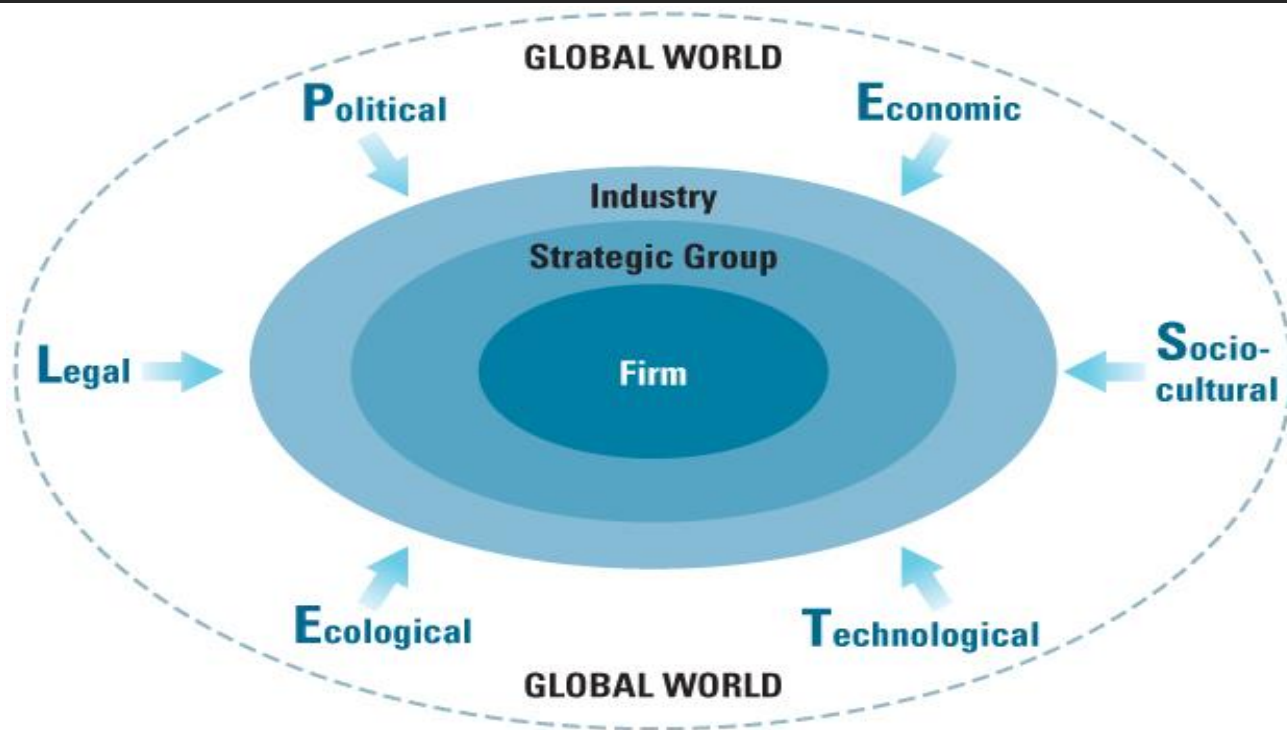 GLOBAL WORLD
Political
Economic
Industry
Strategic Group
Legal
Firm
Socio-
cultural
Ecological
Technological
GLOBAL WORLD